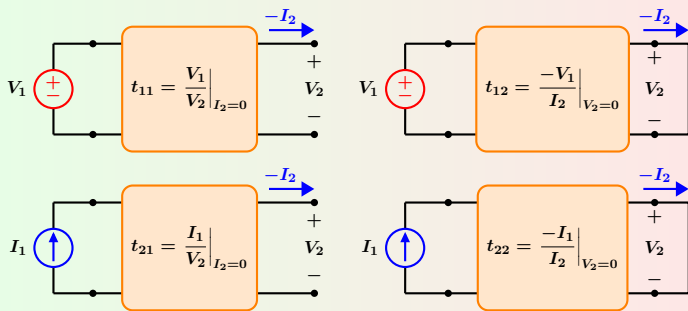 −I₂
V₁ + − t₁₁ = V₁/V₂ |I₂=0 + V₂ −
−I₂
V₁ + − t₁₂ = −V₁/I₂ |V₂=0 + V₂ −
−I₂
I₁ t₂₁ = I₁/V₂ |I₂=0 + V₂ −
−I₂
I₁ t₂₂ = −I₁/I₂ |V₂=0 + V₂ −